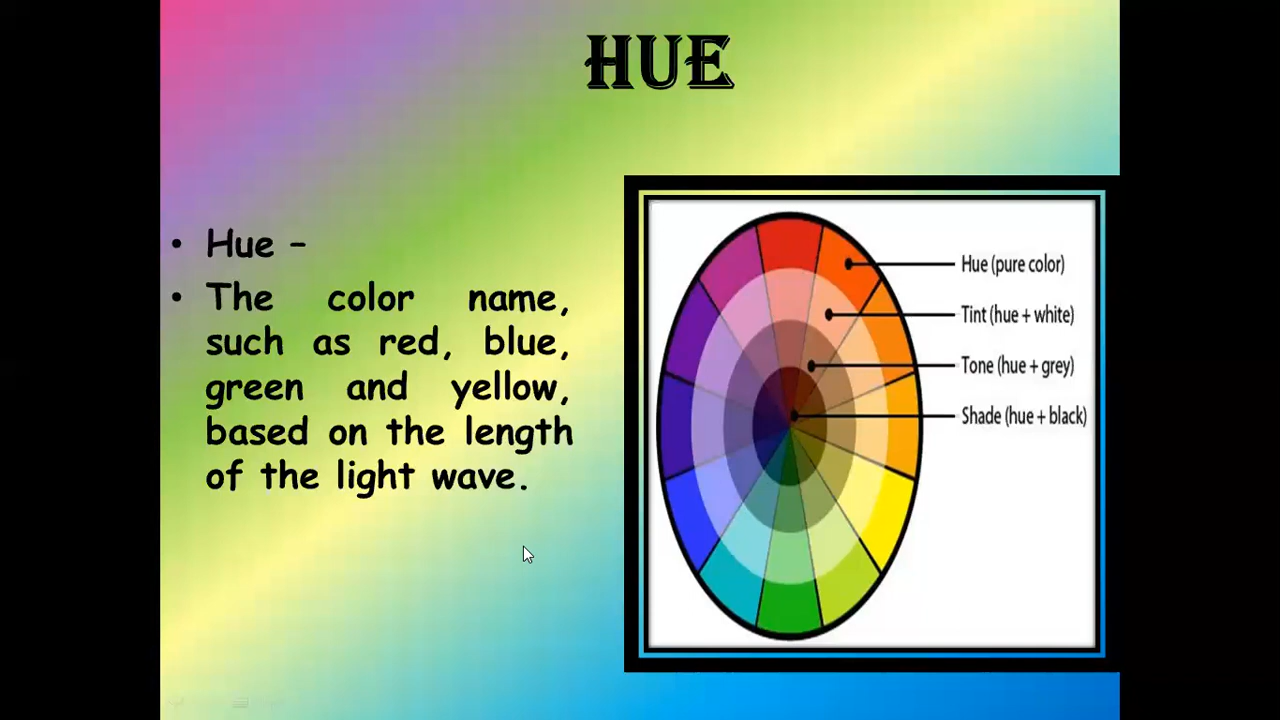 HUE
• Hue –
• The color name,
such as red, blue,
green and yellow,
based on the length
of the light wave.
Hue (pure color)
Tint (hue + white)
Tone (hue + grey)
Shade (hue + black)